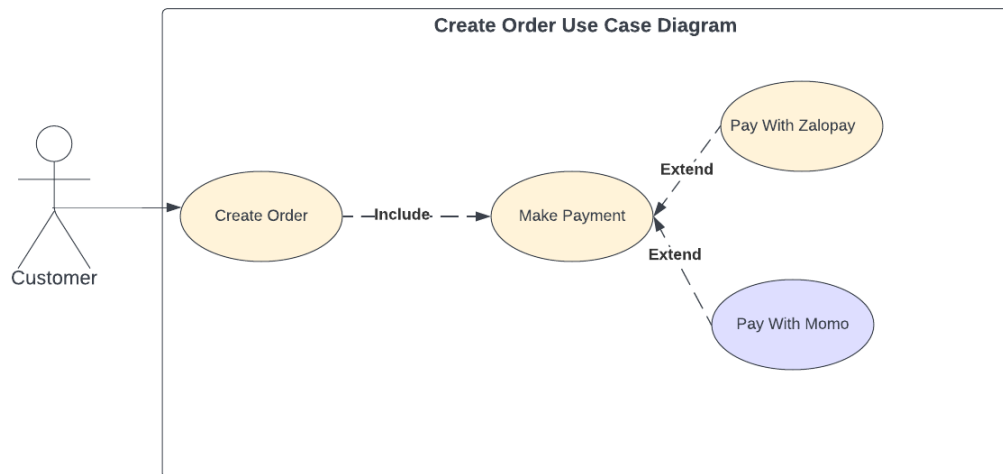 Create Order Use Case Diagram
Pay With Zalopay
Extend
Create Order
Include
Make Payment
Extend
Customer
Pay With Momo